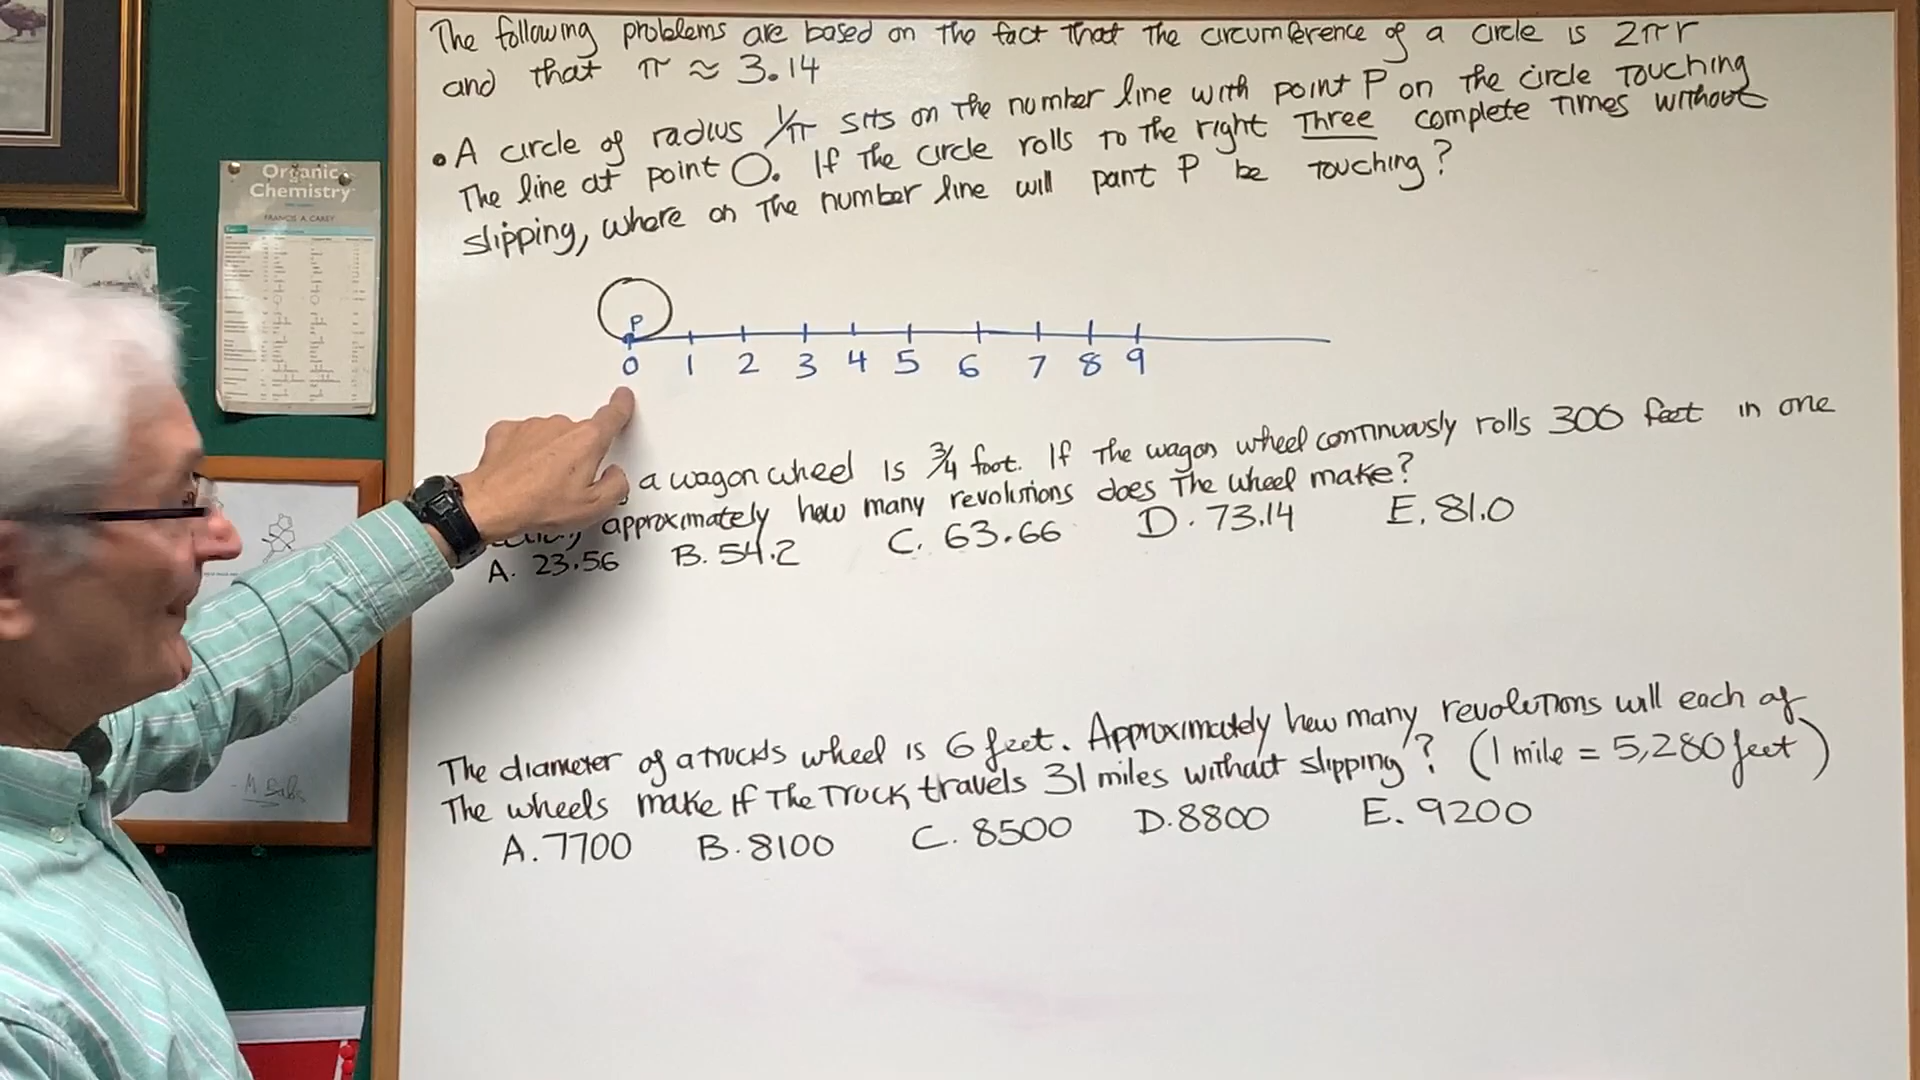 The following problems are based on the fact that the circumference of a circle is 2πr
and that π ≈ 3.14
• A circle of radius 1/π sits on the number line with point P on the circle touching
The line at point O. If the circle rolls to the right Three complete times without
slipping, where on the number line will point P be touching?
P
0 1 2 3 4 5 6 7 8 9
a wagon wheel is 3/4 foot. If the wagon wheel continuously rolls 300 feet in one
approximately how many revolutions does the wheel make?
A. 23.56 B. 54.2 C. 63.66 D. 73.14 E. 81.0
The diameter of a trucks wheel is 6 feet. Approximately how many revolutions will each of
The wheels make if the Truck travels 31 miles without slipping? (1 mile = 5,280 feet)
A. 7700 B. 8100 C. 8500 D. 8800 E. 9200
Organic
Chemistry
FRANCIS A. CAREY